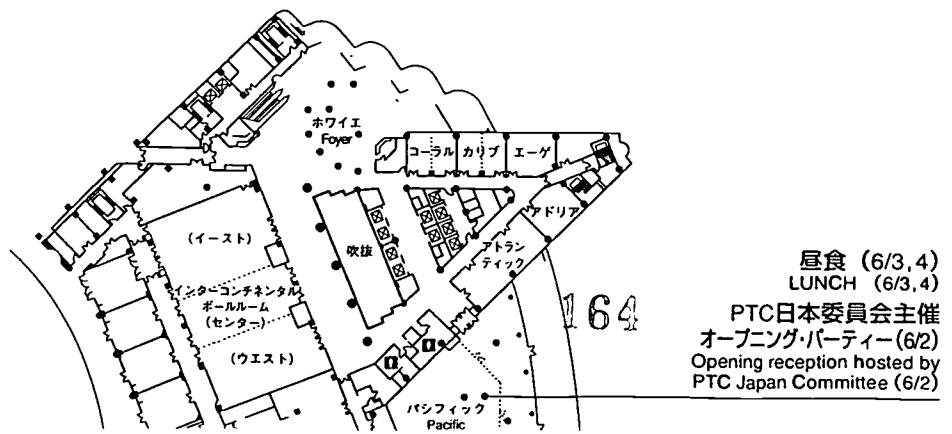 ホワイエ
Foyer
コーラル
カリブ
エーゲ
アドリア
アトラン
ティック
(イースト)
吹抜
インターコンチネンタル
ボールルーム
(センター)
(ウエスト)
パシフィック
Pacific
164
昼食 (6/3,4)
LUNCH (6/3,4)
PTC日本委員会主催
オープニング・パーティー(6/2)
Opening reception hosted by
PTC Japan Committee (6/2)